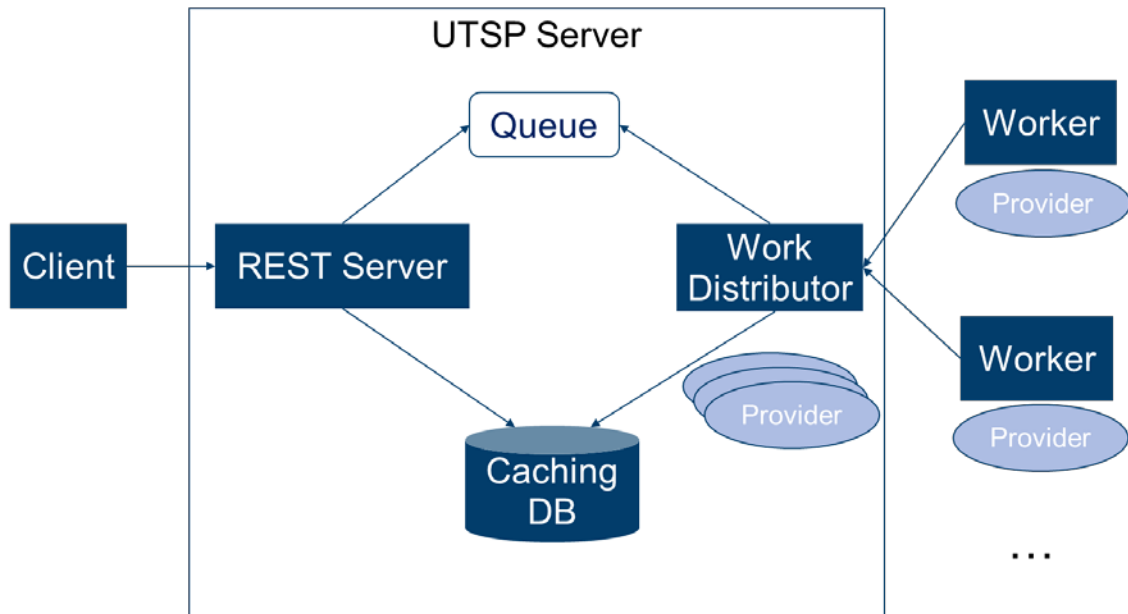 UTSP Server
Queue
Worker
Provider
Client
REST Server
Work
Distributor
Worker
Provider
Provider
Caching
DB
...